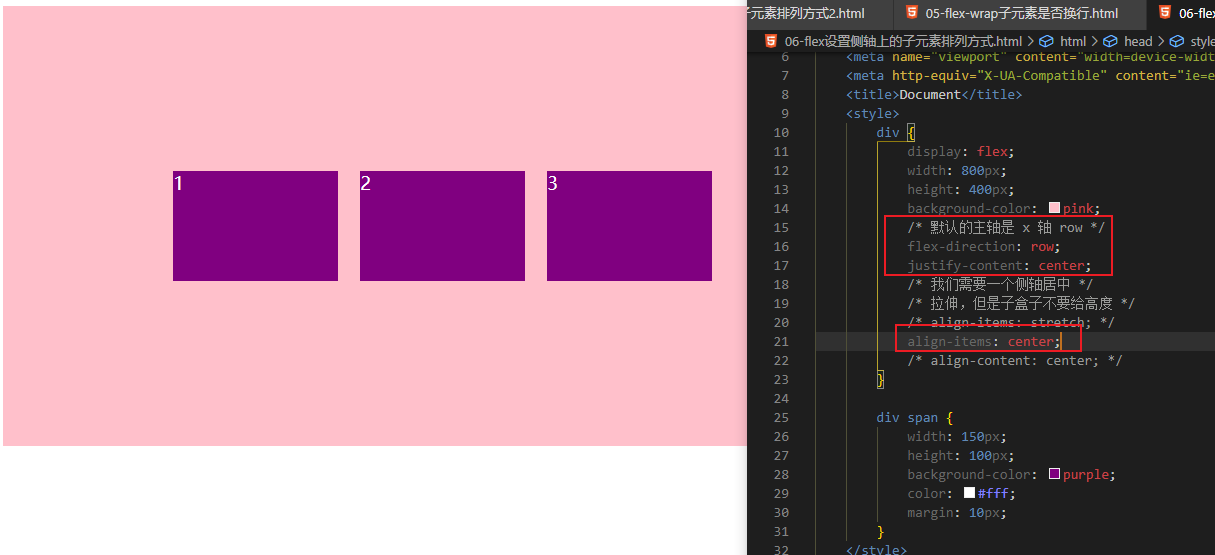 1
2
3
子元素排列方式2.html
05-flex-wrap子元素是否换行.html
06-flex
06-flex设置侧轴上的子元素排列方式.html > html > head > style
6 <meta name="viewport" content="width=device-widt
7 <meta http-equiv="X-UA-Compatible" content="ie=e
8 <title>Document</title>
9 <style>
10 div {
11 display: flex;
12 width: 800px;
13 height: 400px;
14 background-color: pink;
15 /* 默认的主轴是 x 轴 row */
16 flex-direction: row;
17 justify-content: center;
18 /* 我们需要一个侧轴居中 */
19 /* 拉伸，但是子盒子不要给高度 */
20 /* align-items: stretch; */
21 align-items: center;
22 /* align-content: center; */
23 }
24
25 div span {
26 width: 150px;
27 height: 100px;
28 background-color: purple;
29 color: #fff;
30 margin: 10px;
31 }
32 </style>